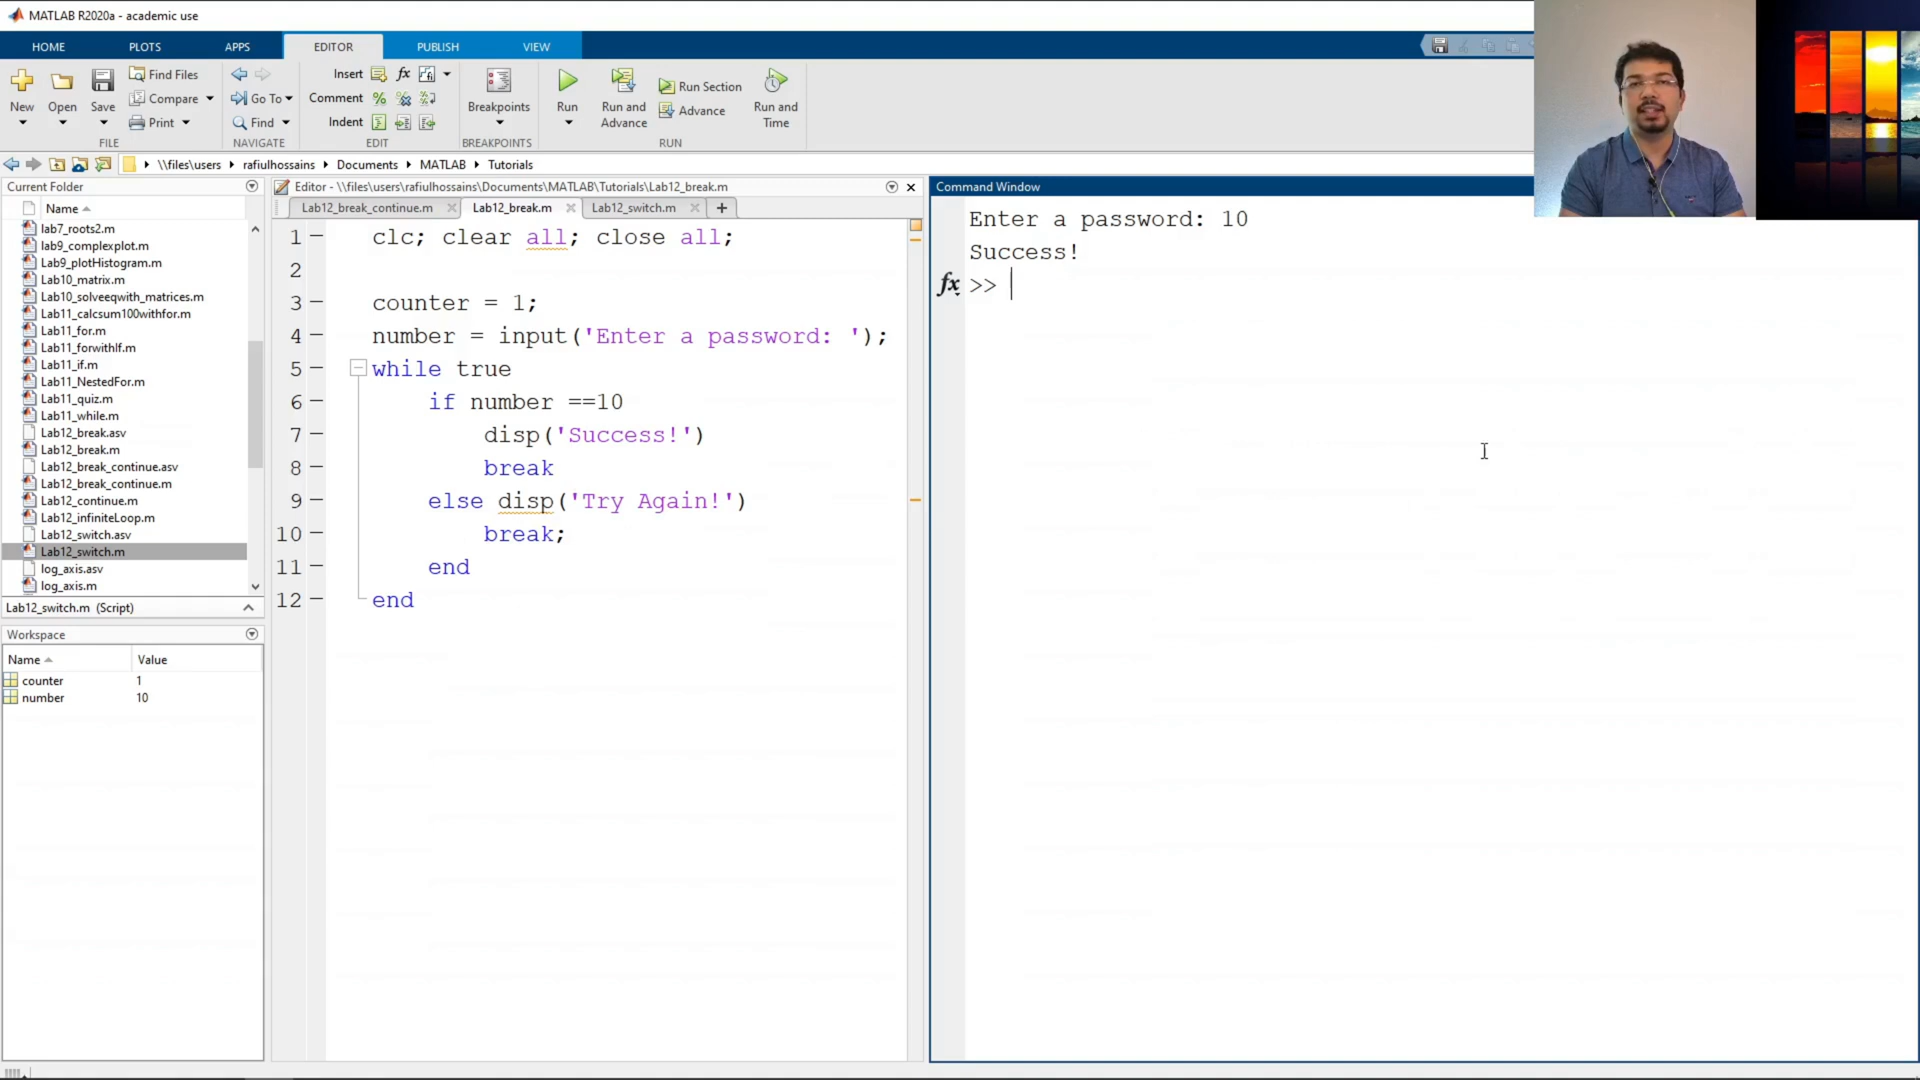 MATLAB R2020a - academic use
HOME PLOTS APPS EDITOR PUBLISH VIEW
New Open Save Find Files Compare Print FILE
Go To Find NAVIGATE
Insert fx Comment Indent EDIT
Breakpoints BREAKPOINTS
Run Run and Advance Run Section Advance Run and Time RUN
\\files\users rafiulhossains Documents MATLAB Tutorials
Current Folder
Name
lab7_roots2.m
lab9_complexplot.m
Lab9_plotHistogram.m
Lab10_matrix.m
Lab10_solveeqwith_matrices.m
Lab11_calcsum100withfor.m
Lab11_for.m
Lab11_forwithIf.m
Lab11_if.m
Lab11_NestedFor.m
Lab11_quiz.m
Lab11_while.m
Lab12_break.asv
Lab12_break.m
Lab12_break_continue.asv
Lab12_break_continue.m
Lab12_continue.m
Lab12_infiniteLoop.m
Lab12_switch.asv
Lab12_switch.m
log_axis.asv
log_axis.m
Lab12_switch.m (Script)
Workspace
Name Value
counter 1
number 10
Editor - \\files\users\rafiulhossains\Documents\MATLAB\Tutorials\Lab12_break.m
Lab12_break_continue.m Lab12_break.m Lab12_switch.m +
1 clc; clear all; close all;
2
3 counter = 1;
4 number = input('Enter a password: ');
5 while true
6 if number ==10
7 disp('Success!')
8 break
9 else disp('Try Again!')
10 break;
11 end
12 end
Command Window
Enter a password: 10
Success!
fx >>